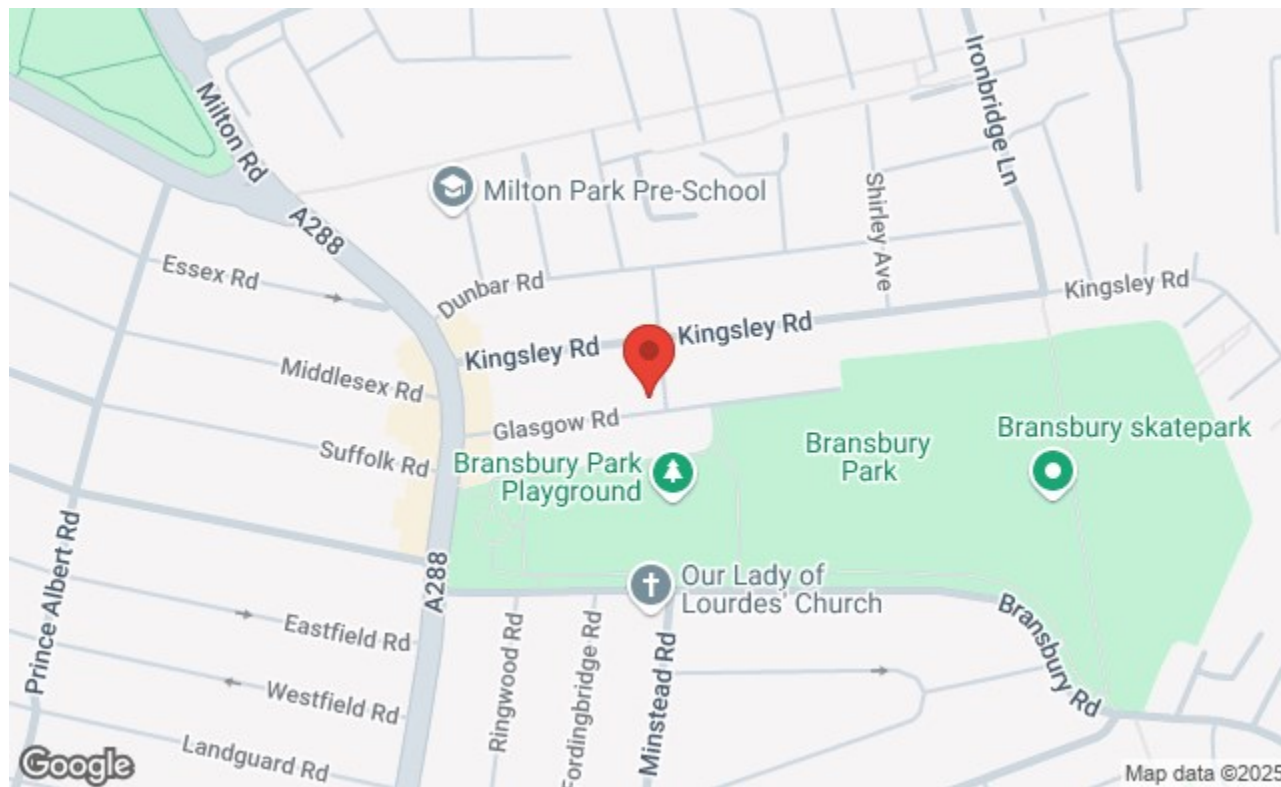 Milton Rd
Ironbridge Ln
Milton Park Pre-School
Shirley Ave
A288
Essex Rd
Dunbar Rd
Kingsley Rd
Kingsley Rd
Kingsley Rd
Middlesex Rd
Glasgow Rd
Suffolk Rd
Bransbury Park
Playground
Bransbury
Park
Bransbury skatepark
Prince Albert Rd
A288
Our Lady of
Lourdes' Church
Bransbury Rd
Eastfield Rd
Ringwood Rd
Fordingbridge Rd
Minstead Rd
Westfield Rd
Landguard Rd
Google
Map data ©2025